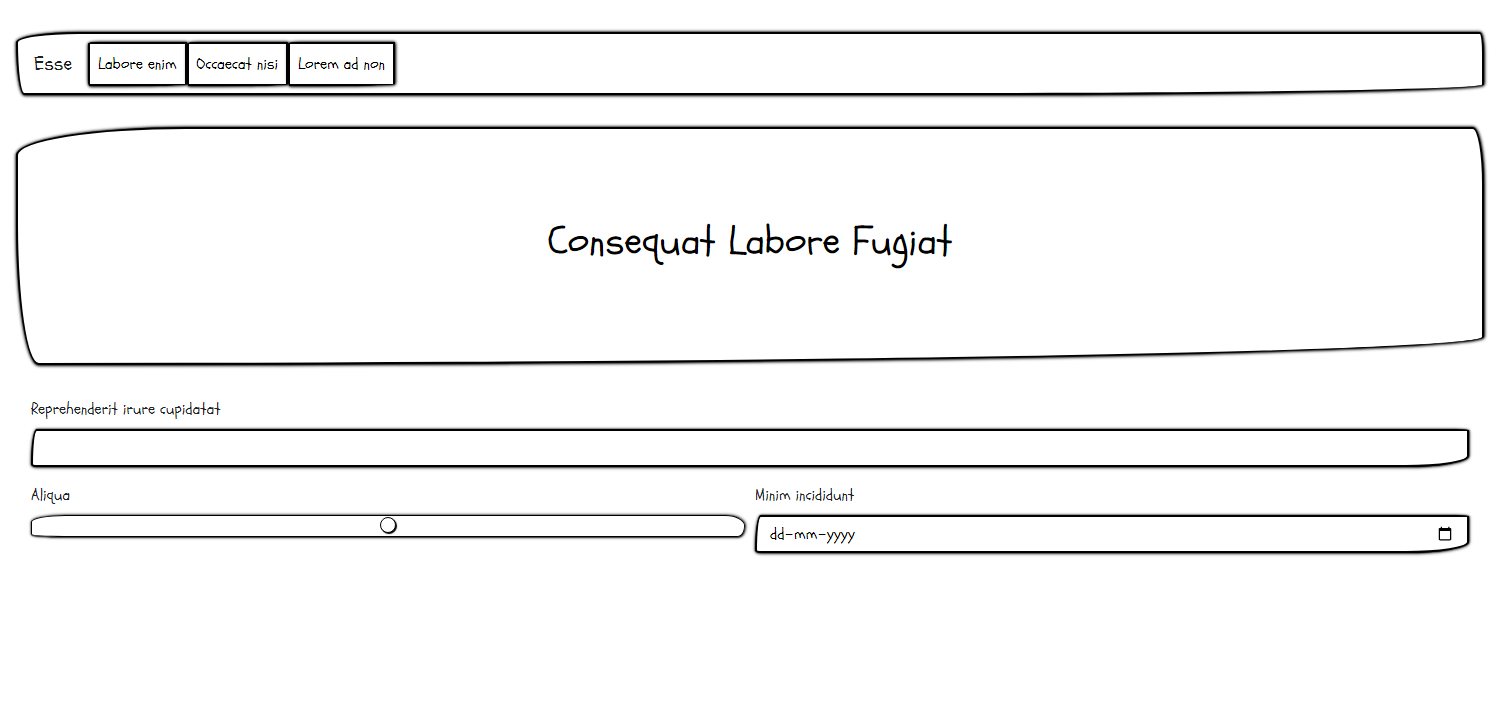 Esse Labore enim Occaecat nisi Lorem ad non
Consequat Labore Fugiat
Reprehenderit irure cupidatat
Aliqua
Minim incididunt
dd-mm-yyyy